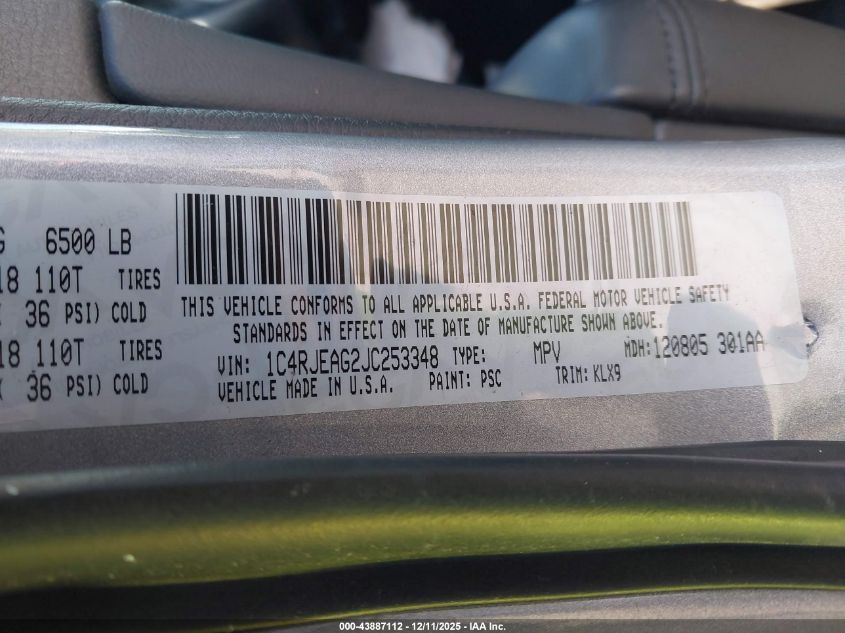 G 6500 LB
18 110T TIRES
36 PSI) COLD
18 110T TIRES
36 PSI) COLD
THIS VEHICLE CONFORMS TO ALL APPLICABLE U.S.A. FEDERAL MOTOR VEHICLE SAFETY
STANDARDS IN EFFECT ON THE DATE OF MANUFACTURE SHOWN ABOVE.
VIN: 1C4RJEAG2JC253348 TYPE: MPV MDH:120805 301AA
VEHICLE MADE IN U.S.A. PAINT: PSC TRIM: KLX9
000-43887112 - 12/11/2025 - IAA Inc.